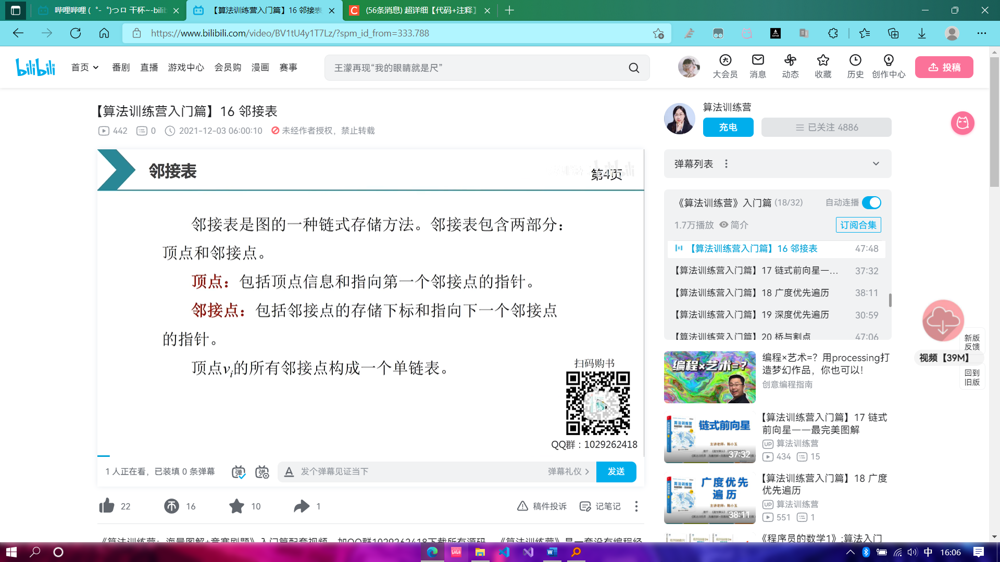 哔哩哔哩 (゜-゜)つロ 干杯~-bilib
【算法训练营入门篇】16 邻接表
(56条消息) 超详细【代码+注释】
https://www.bilibili.com/video/BV1tU4y1T7Lz/?spm_id_from=333.788
bilibili
首页
番剧
直播
游戏中心
会员购
漫画
赛事
王濛再现“我的眼睛就是尺”
大会员
消息
动态
收藏
历史
创作中心
投稿
【算法训练营入门篇】16 邻接表
442
0
2021-12-03 06:00:10
未经作者授权，禁止转载
算法训练营
充电
已关注 4886
邻接表
第4页
邻接表是图的一种链式存储方法。邻接表包含两部分：
顶点和邻接点。
顶点：包括顶点信息和指向第一个邻接点的指针。
邻接点：包括邻接点的存储下标和指向下一个邻接点
的指针。
顶点vi的所有邻接点构成一个单链表。
扫码购书
QQ群：1029262418
弹幕列表
《算法训练营》入门篇 (18/32)
自动连播
1.7万播放
简介
订阅合集
【算法训练营入门篇】16 邻接表 47:48
【算法训练营入门篇】17 链式前向星一... 37:32
【算法训练营入门篇】18 广度优先遍历 38:11
【算法训练营入门篇】19 深度优先遍历 30:59
【算法训练营入门篇】20 桥与割点 47:06
新版
反馈
视频【39M】
回到
旧版
编程×艺术=?
编程×艺术=？用processing打
造梦幻作品，你也可以！
创意编程指南
链式前向星
主讲老师：陈小玉
37:32
【算法训练营入门篇】17 链式
前向星——最完美图解
UP 算法训练营
434
15
广度优先
遍历
主讲老师：陈小玉
38:11
【算法训练营入门篇】18 广度
优先遍历
UP 算法训练营
551
1
《程序员的数学1》:算法入门
1 人正在看，已装填 0 条弹幕
发个弹幕见证当下
弹幕礼仪
发送
22
16
10
1
稿件投诉
记笔记
《算法训练营：海量图解+竞赛刷题》入门篇配套视频，加QQ群1029262418下载所有源码。 《算法训练营》是一套没有编程经
中
16:06